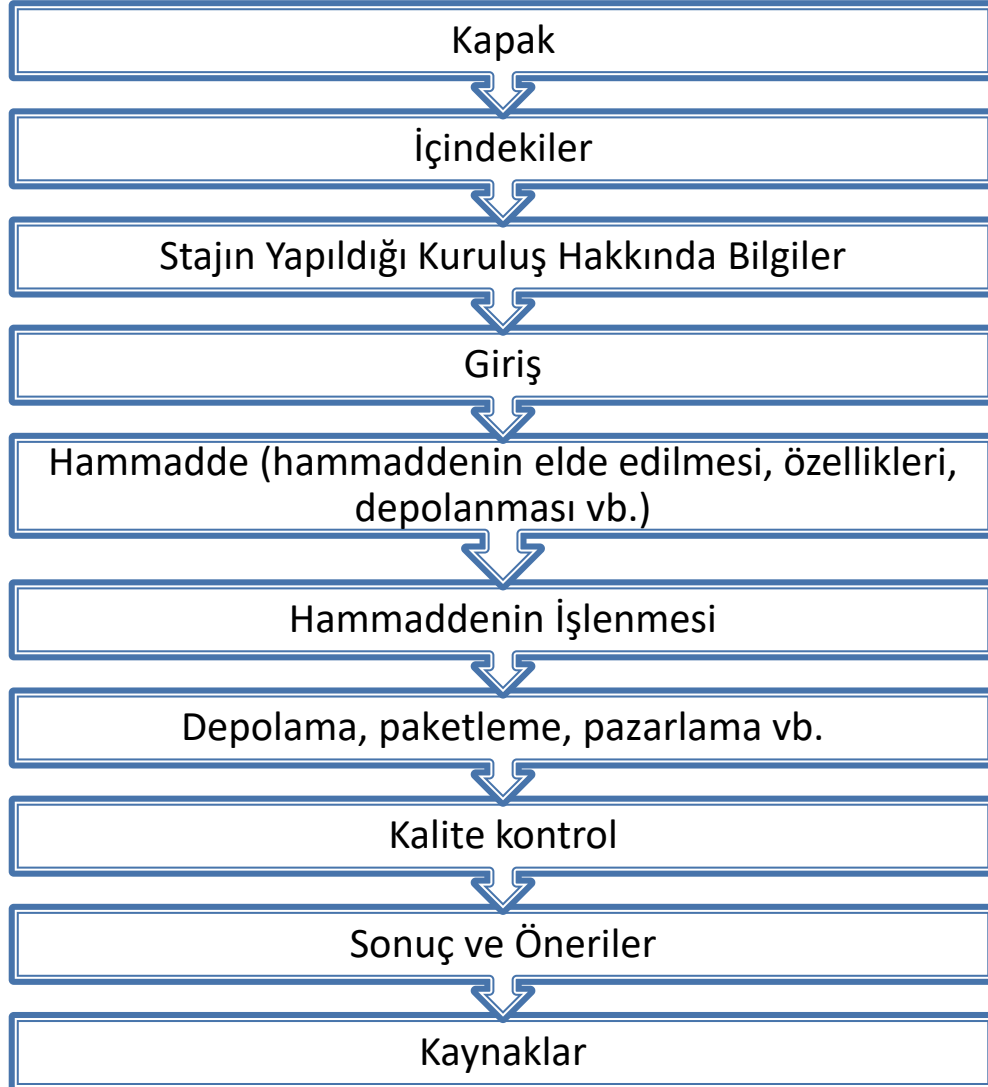 Kapak
İçindekiler
Stajın Yapıldığı Kuruluş Hakkında Bilgiler
Giriş
Hammadde (hammaddenin elde edilmesi, özellikleri,
depolanması vb.)
Hammaddenin İşlenmesi
Depolama, paketleme, pazarlama vb.
Kalite kontrol
Sonuç ve Öneriler
Kaynaklar